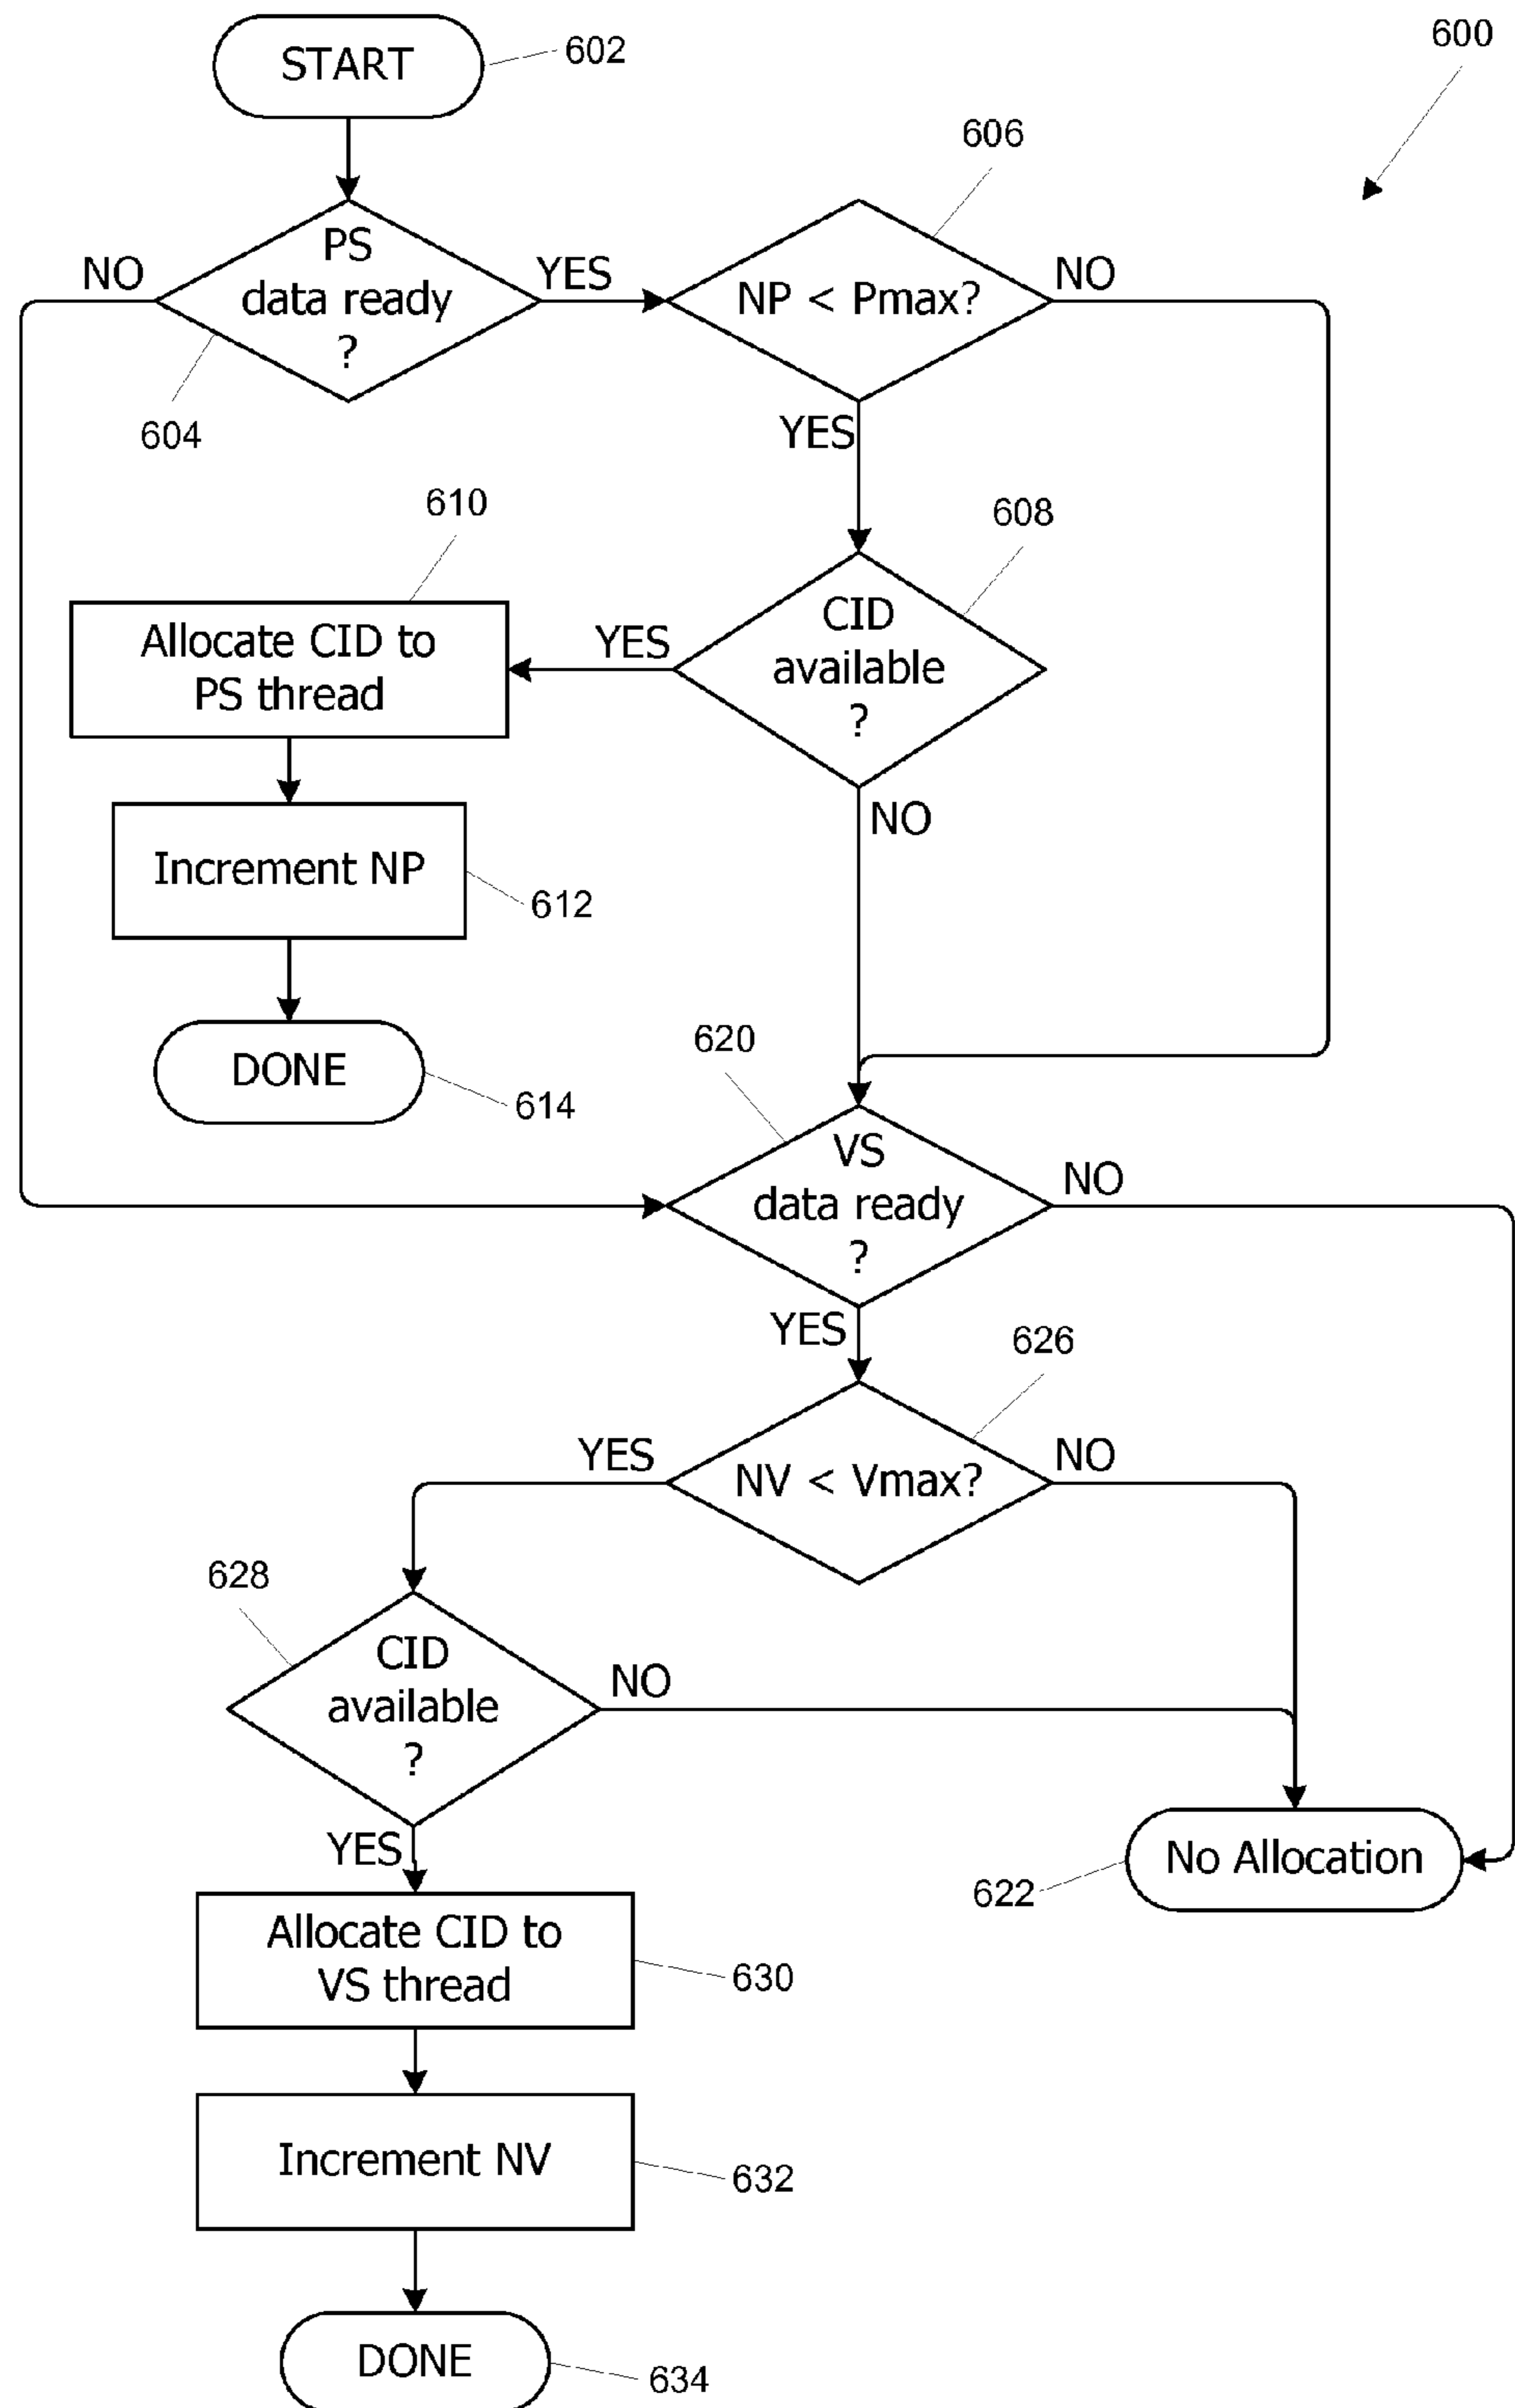 START
602
600
606
PS
data ready
?
NO
YES
NP < Pmax?
NO
604
YES
610
608
Allocate CID to
PS thread
YES
CID
available
?
NO
Increment NP
612
620
DONE
614
VS
data ready
?
NO
YES
626
YES
NV < Vmax?
NO
628
CID
available
?
NO
YES
No Allocation
622
Allocate CID to
VS thread
630
Increment NV
632
DONE
634